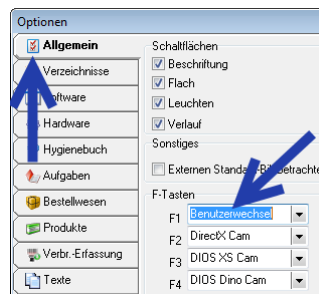 Optionen
Allgemein
Verzeichnisse
Hardware
Hygienebuch
Aufgaben
Bestellwesen
Produkte
Verbr.-Erfassung
Texte
Schaltflächen
Beschriftung
Flach
Leuchten
Verlauf
Sonstiges
Externen
F-Tasten
F1 Benutzerwechsel
F2 DirectX Cam
F3 DIOS XS Cam
F4 DIOS Dino Cam